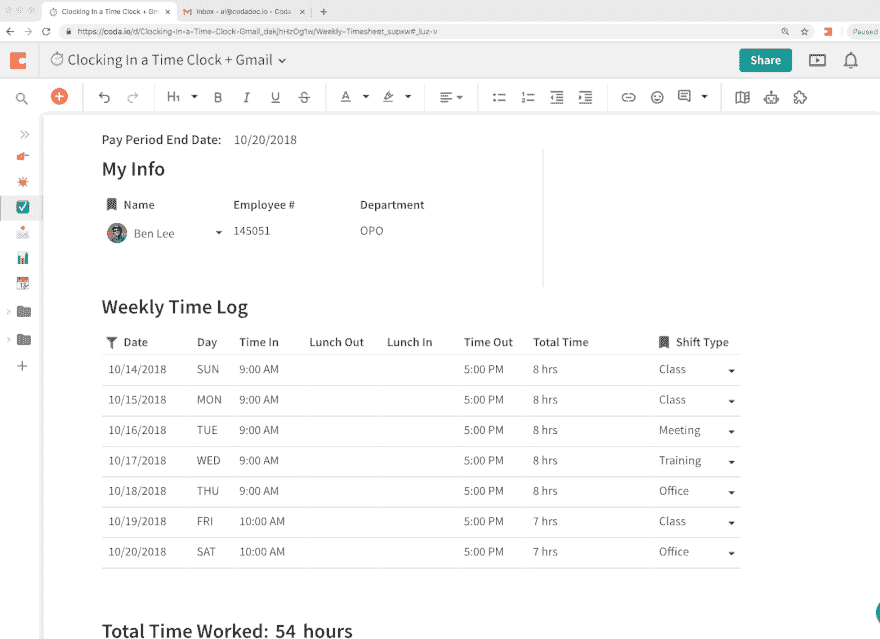 Clocking In a Time Clock + Gm
Inbox - al@codadoc.io - Coda
https://coda.io/d/Clocking-In-a-Time-Clock-Gmail_dskjhHzOg1w/Weekly-Timesheet_supxw#_luz-v
Paused
Clocking In a Time Clock + Gmail
Share
H1 B I U S A
Pay Period End Date: 10/20/2018
My Info
Name Employee # Department
Ben Lee 145051 OPO
Weekly Time Log
Date Day Time In Lunch Out Lunch In Time Out Total Time Shift Type
10/14/2018 SUN 9:00 AM 5:00 PM 8 hrs Class
10/15/2018 MON 9:00 AM 5:00 PM 8 hrs Class
10/16/2018 TUE 9:00 AM 5:00 PM 8 hrs Meeting
10/17/2018 WED 9:00 AM 5:00 PM 8 hrs Training
10/18/2018 THU 9:00 AM 5:00 PM 8 hrs Office
10/19/2018 FRI 10:00 AM 5:00 PM 7 hrs Class
10/20/2018 SAT 10:00 AM 5:00 PM 7 hrs Office
Total Time Worked: 54 hours